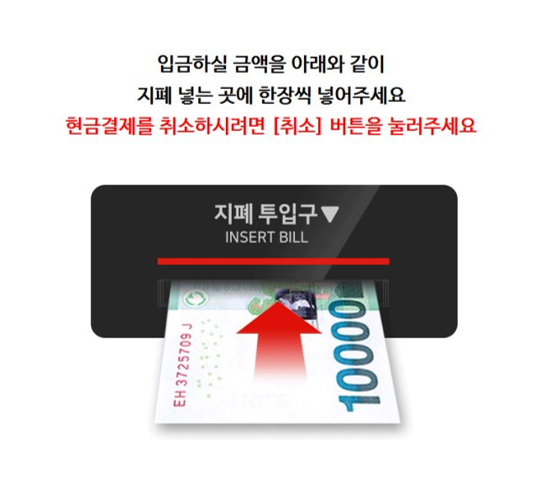 입금하실 금액을 아래와 같이
지폐 넣는 곳에 한장씩 넣어주세요
현금결제를 취소하시려면 [취소] 버튼을 눌러주세요
지폐 투입구▼
INSERT BILL
EH 3725709 J
10000